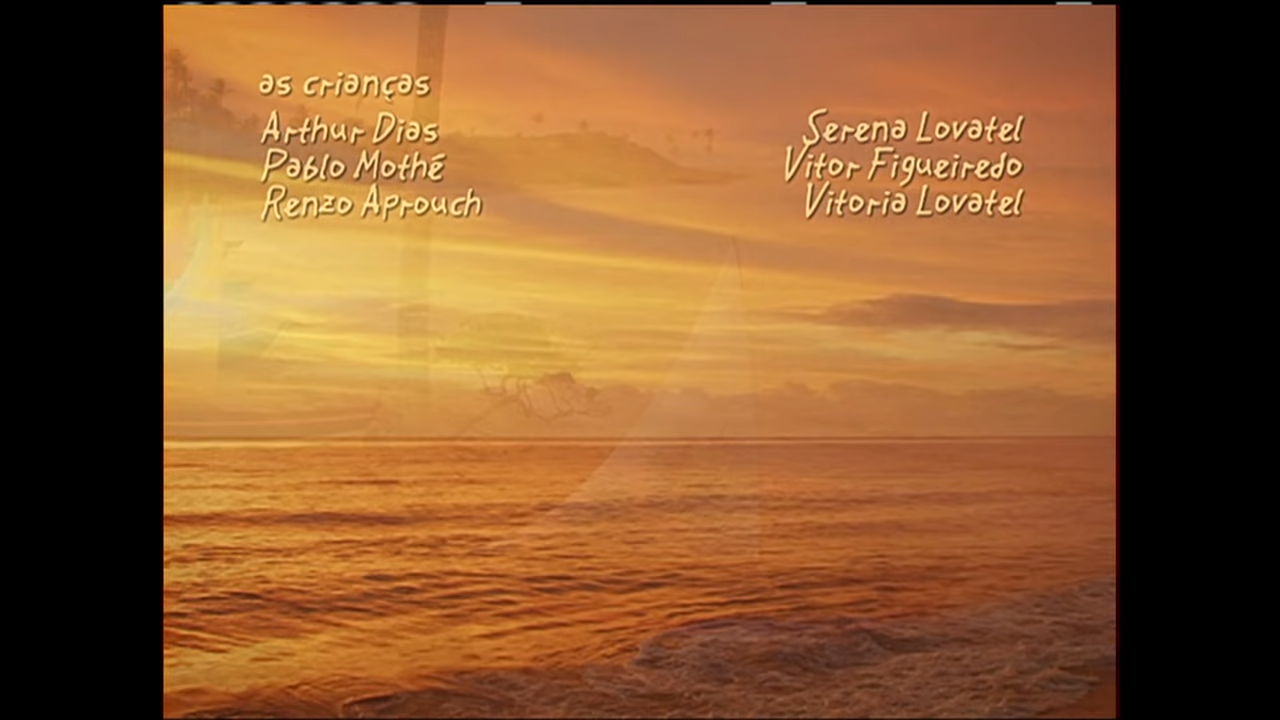 as crianças
Arthur Dias
Pablo Mothé
Renzo Aprouch
Serena Lovatel
Vitor Figueiredo
Vitoria Lovatel